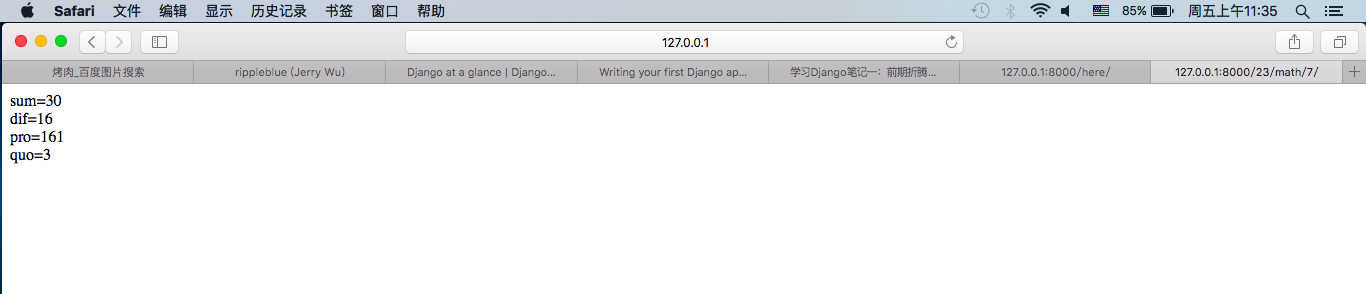 Safari 文件 编辑 显示 历史记录 书签 窗口 帮助 85% 周五上午11:35
127.0.0.1
烤肉_百度图片搜索 rippleblue (Jerry Wu) Django at a glance | Django... Writing your first Django ap... 学习Django笔记一：前期折腾... 127.0.0.1:8000/here/ 127.0.0.1:8000/23/math/7/
sum=30
dif=16
pro=161
quo=3